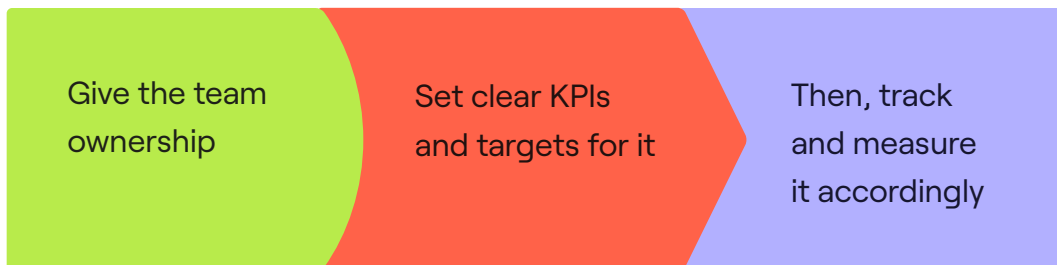 Give the team
ownership
Set clear KPIs
and targets for it
Then, track
and measure
it accordingly